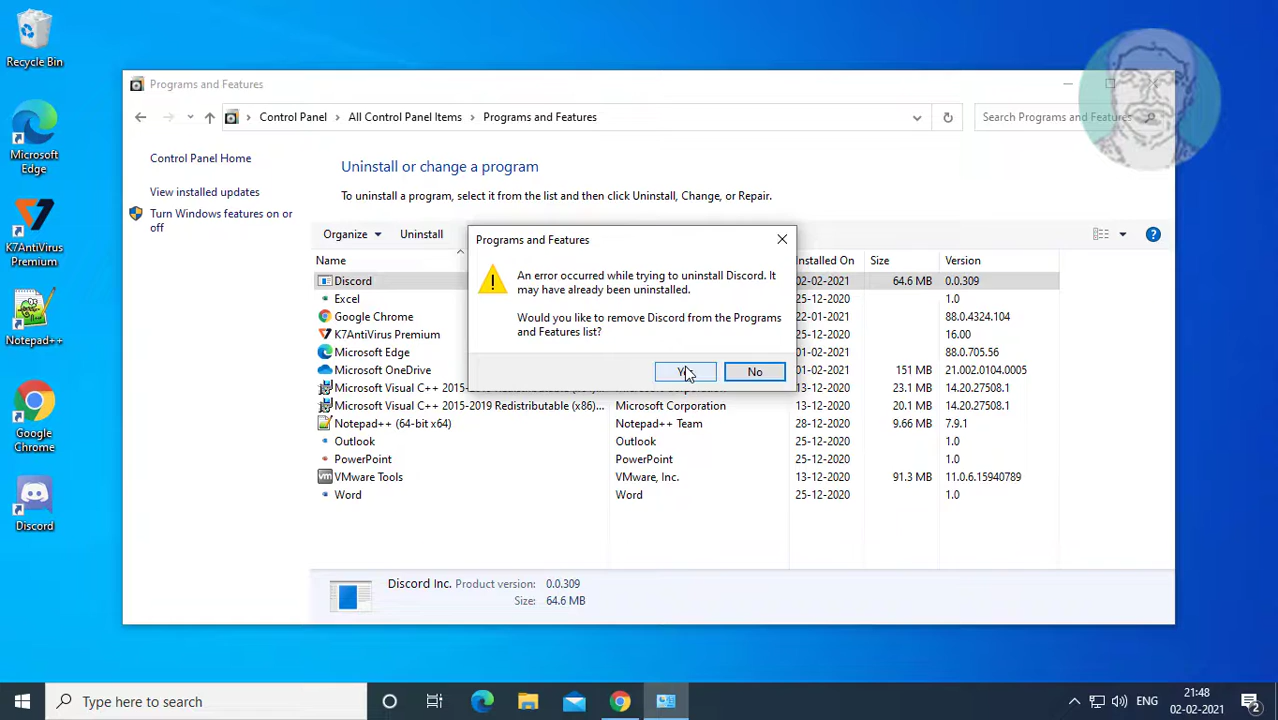 Recycle Bin
Microsoft
Edge
K7AntiVirus
Premium
Notepad++
Google
Chrome
Discord
Programs and Features
Control Panel
All Control Panel Items
Programs and Features
Search Programs and Features
Control Panel Home
View installed updates
Turn Windows features on or
off
Uninstall or change a program
To uninstall a program, select it from the list and then click Uninstall, Change, or Repair.
Organize
Uninstall
Name
Installed On
Size
Version
Discord
02-02-2021
64.6 MB
0.0.309
Excel
25-12-2020
1.0
Google Chrome
22-01-2021
88.0.4324.104
K7AntiVirus Premium
25-12-2020
16.00
Microsoft Edge
01-02-2021
88.0.705.56
Microsoft OneDrive
01-02-2021
151 MB
21.002.0104.0005
Microsoft Visual C++ 2015-2019 Redistributable (x64)...
Microsoft Corporation
13-12-2020
23.1 MB
14.20.27508.1
Microsoft Visual C++ 2015-2019 Redistributable (x86)...
Microsoft Corporation
13-12-2020
20.1 MB
14.20.27508.1
Notepad++ (64-bit x64)
Notepad++ Team
28-12-2020
9.66 MB
7.9.1
Outlook
Outlook
25-12-2020
1.0
PowerPoint
PowerPoint
25-12-2020
1.0
VMware Tools
VMware, Inc.
13-12-2020
91.3 MB
11.0.6.15940789
Word
Word
25-12-2020
1.0
Programs and Features
An error occurred while trying to uninstall Discord. It
may have already been uninstalled.
Would you like to remove Discord from the Programs
and Features list?
No
Discord Inc.
Product version:
0.0.309
Size:
64.6 MB
Type here to search
ENG
21:48
02-02-2021
2